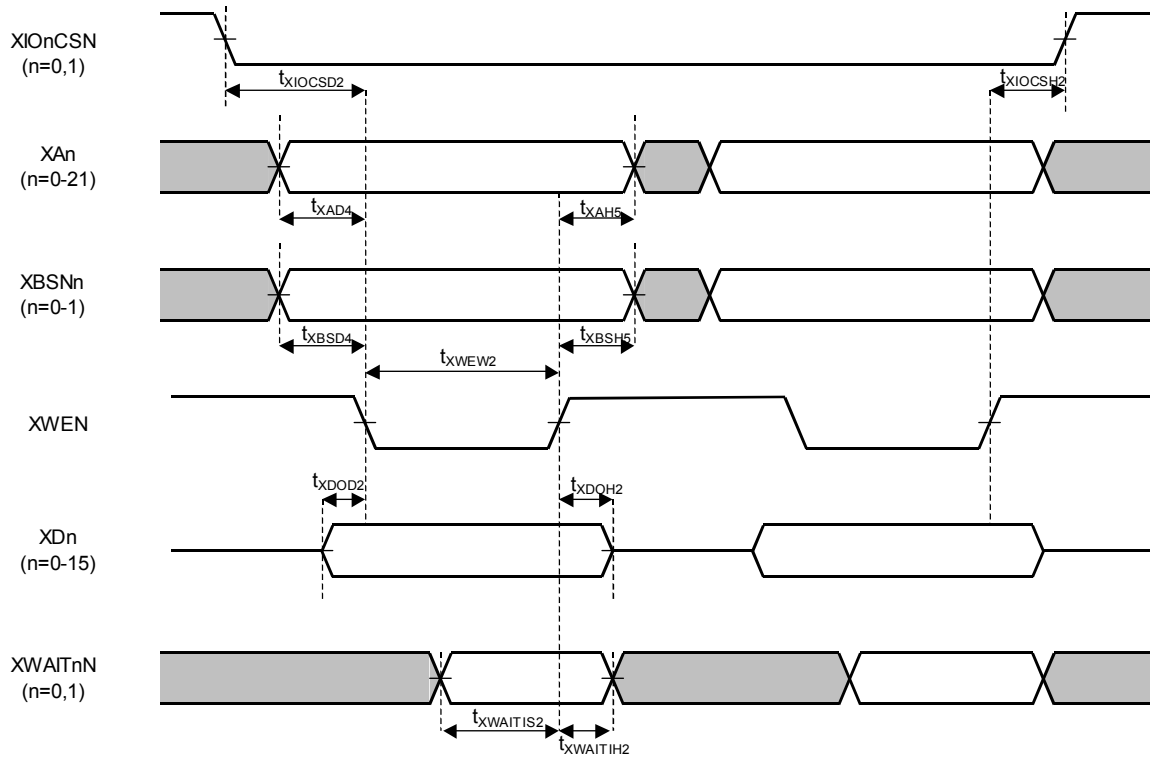 XIOnCSN
(n=0,1)
tXIOCSD2
tXIOCSH2
XAn
(n=0-21)
tXAD4
tXAH5
XBSNn
(n=0-1)
tXBSD4
tXBSH5
tXWEW2
XWEN
tXDOD2
tXDOH2
XDn
(n=0-15)
XWAITnN
(n=0,1)
tXWAITIS2
tXWAITIH2